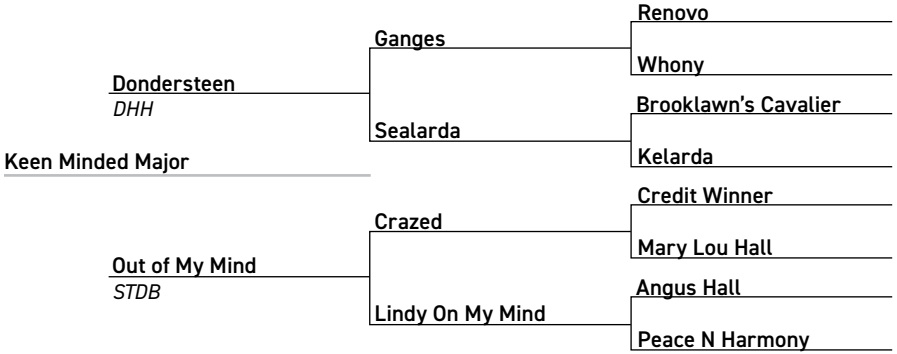 Renovo
Ganges
Whony
Dondersteen
DHH
Brooklawn's Cavalier
Sealarda
Kelarda
Keen Minded Major
Credit Winner
Crazed
Mary Lou Hall
Out of My Mind
STDB
Angus Hall
Lindy On My Mind
Peace N Harmony